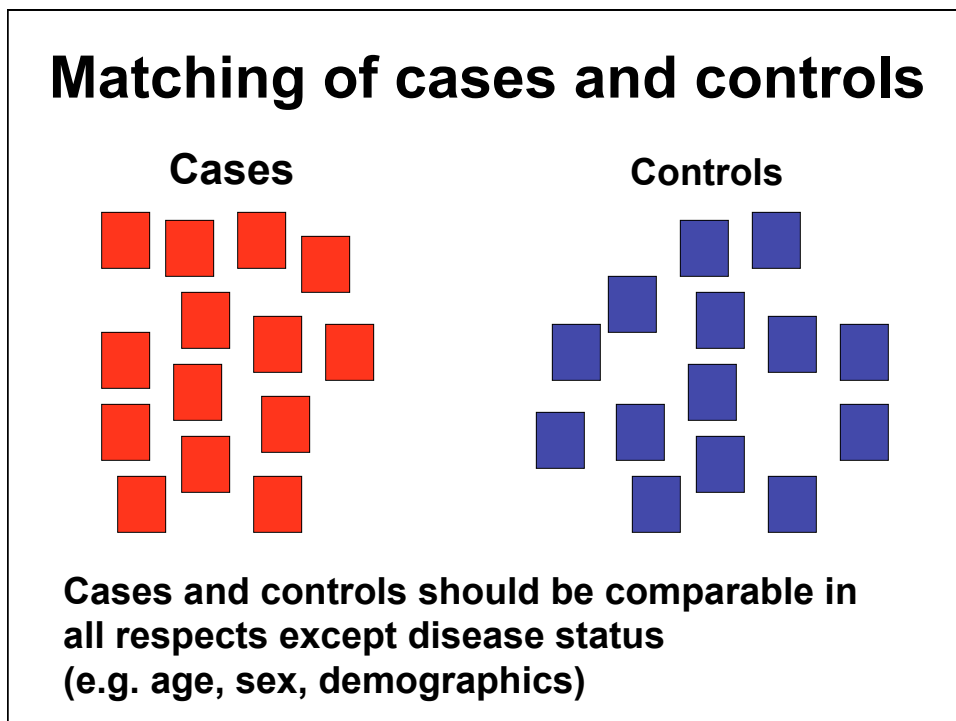 Matching of cases and controls
Cases
Controls
Cases and controls should be comparable in
all respects except disease status
(e.g. age, sex, demographics)